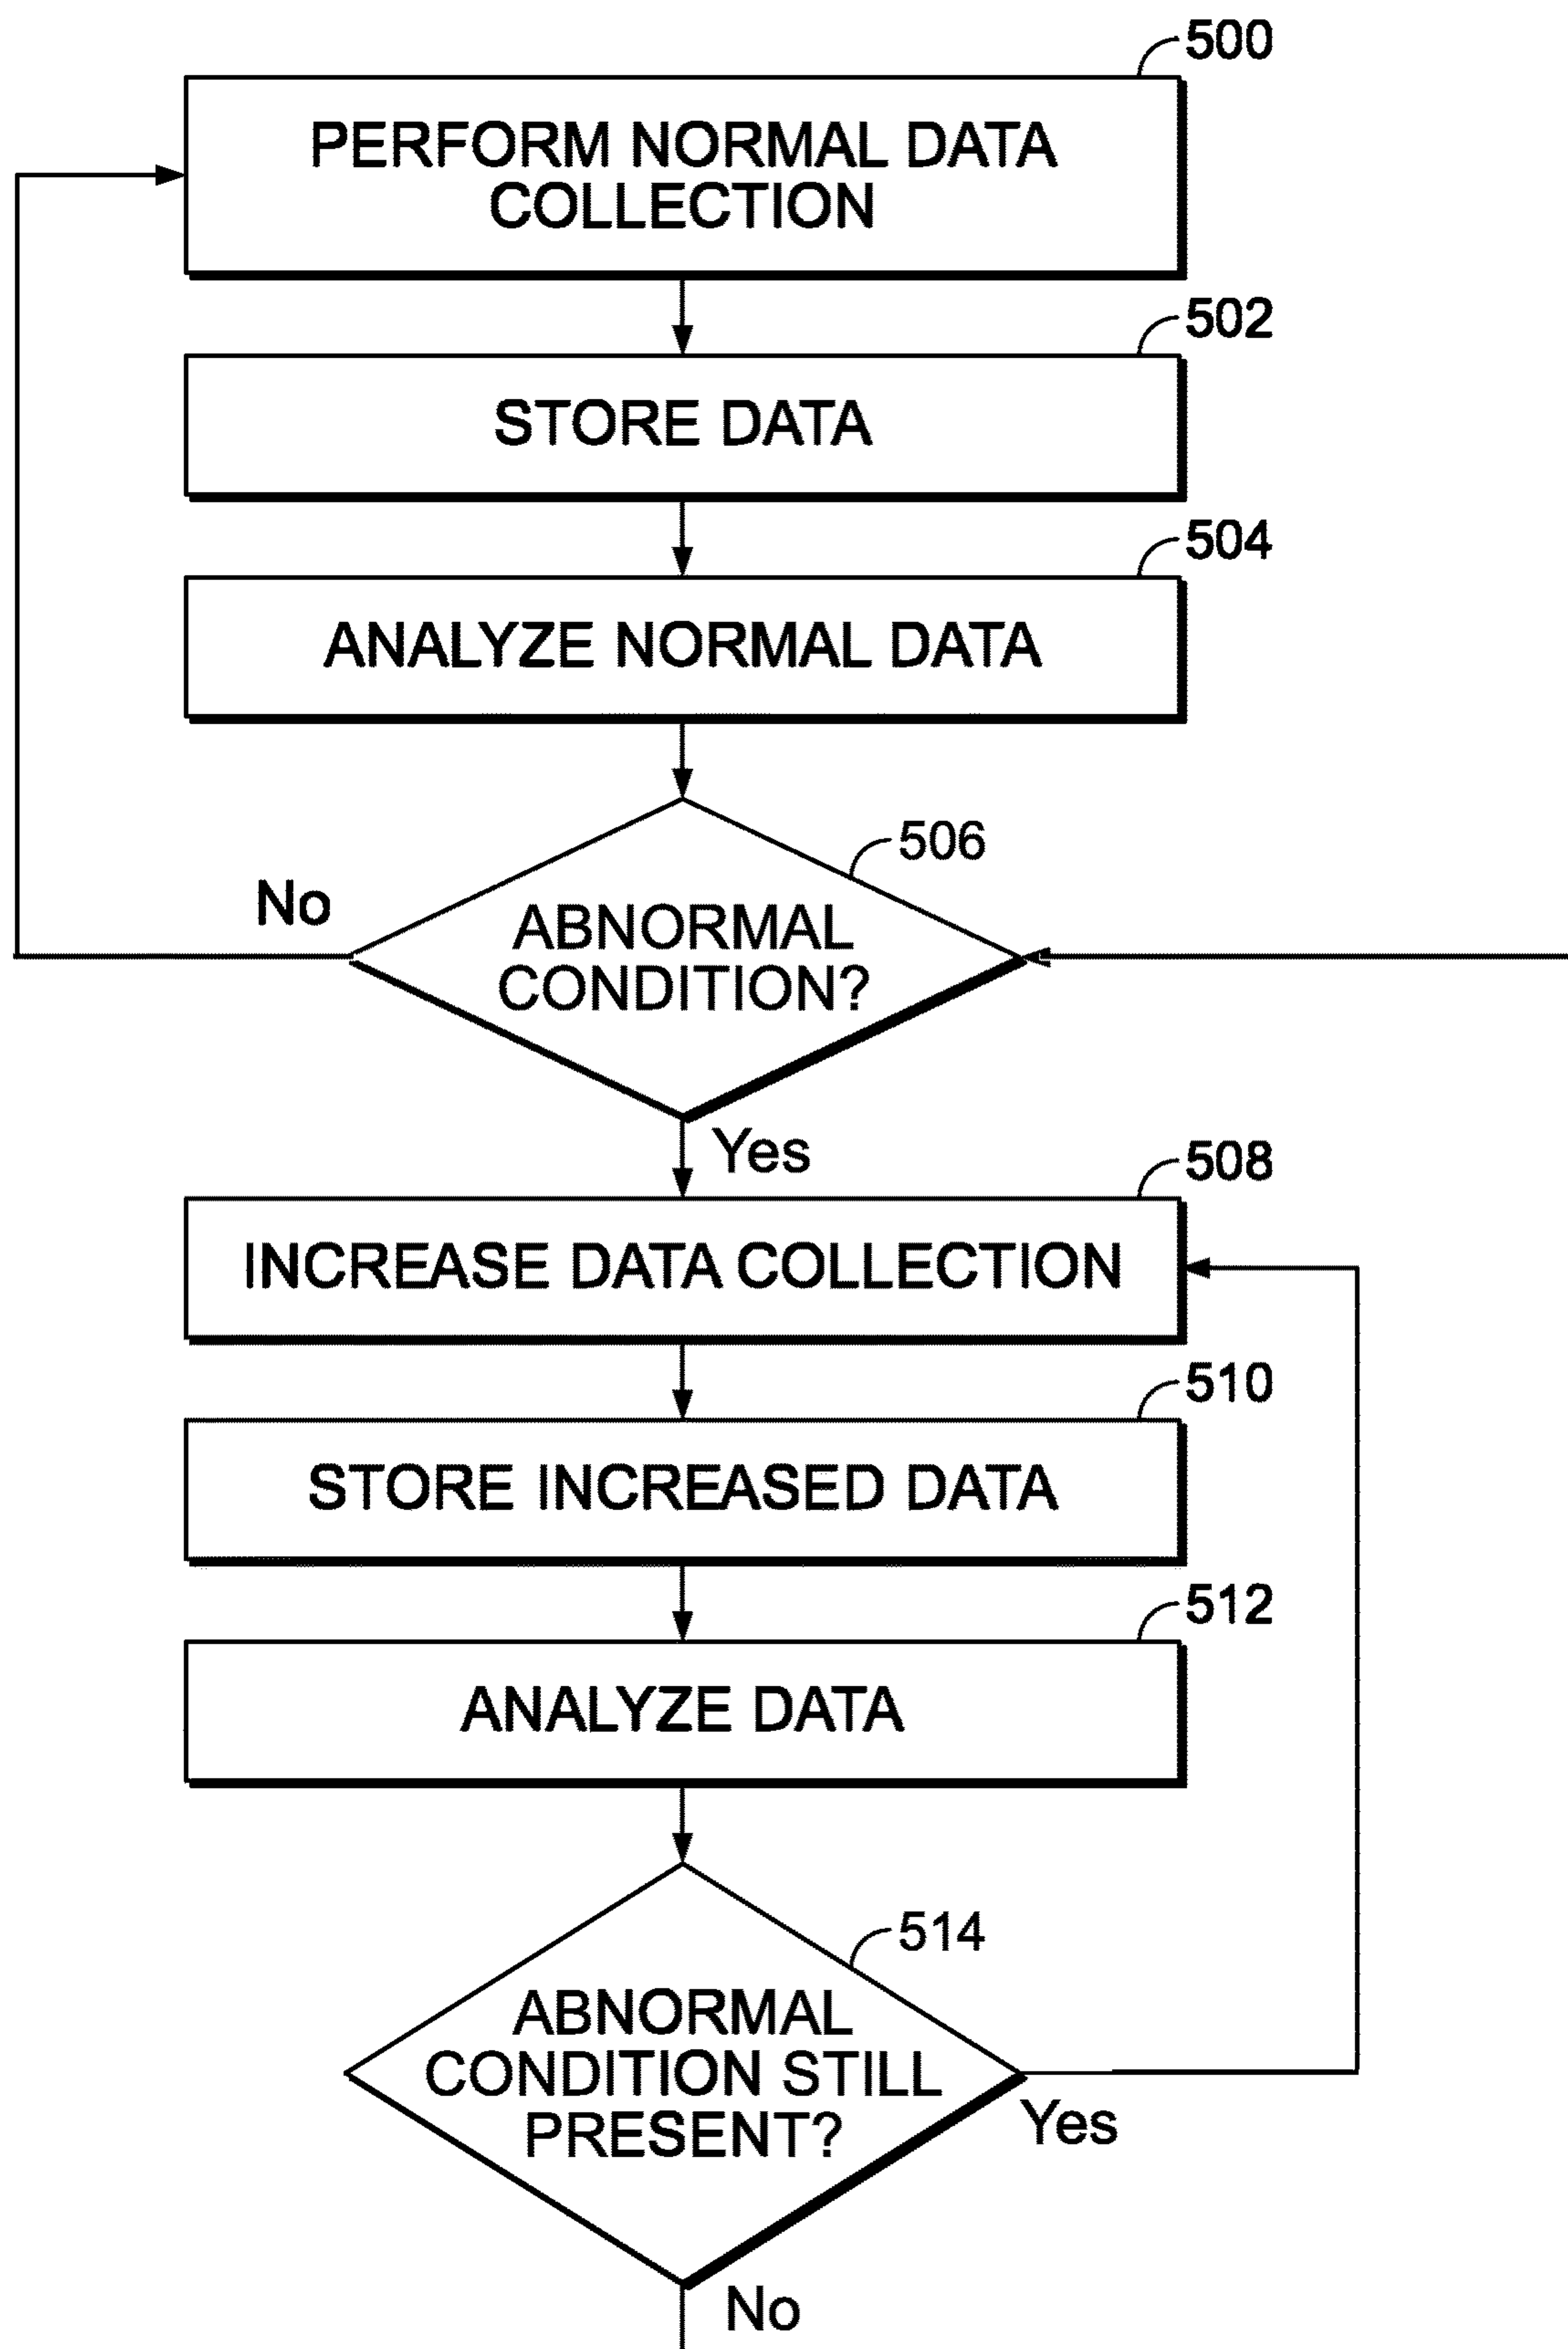 500
PERFORM NORMAL DATA
COLLECTION
502
STORE DATA
504
ANALYZE NORMAL DATA
506
No
ABNORMAL
CONDITION?
Yes
508
INCREASE DATA COLLECTION
510
STORE INCREASED DATA
512
ANALYZE DATA
514
ABNORMAL
CONDITION STILL
PRESENT?
Yes
No